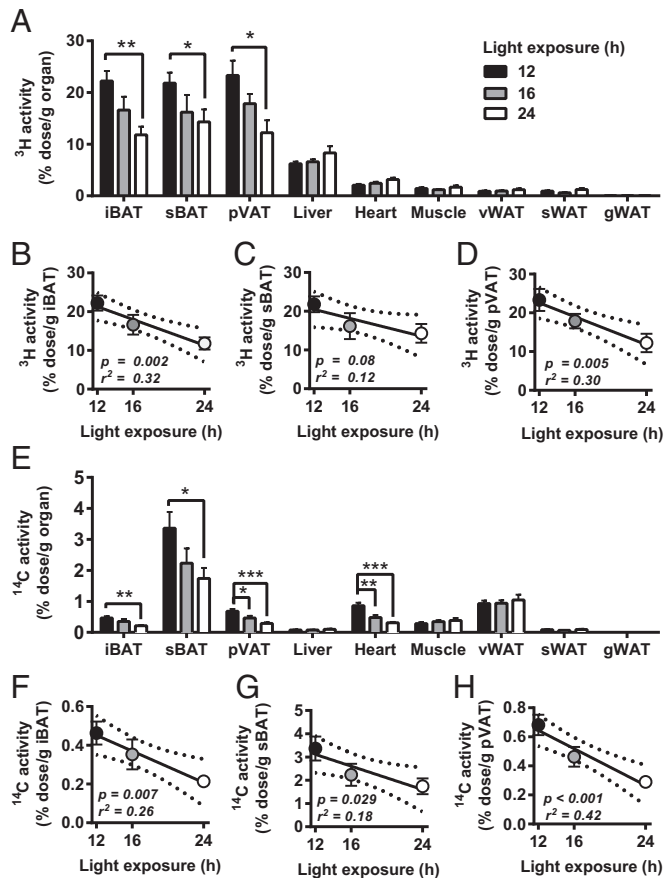 A
³H activity
(% dose/g organ)
30
20
10
0
**
*
*
Light exposure (h)
12
16
24
iBAT sBAT pVAT Liver Heart Muscle vWAT sWAT gWAT
B
³H activity
(% dose/g iBAT)
30
20
10
0
p = 0.002
r² = 0.32
12 16 24
Light exposure (h)
C
³H activity
(% dose/g sBAT)
30
20
10
0
p = 0.08
r² = 0.12
12 16 24
Light exposure (h)
D
³H activity
(% dose/g pVAT)
30
20
10
0
p = 0.005
r² = 0.30
12 16 24
Light exposure (h)
E
¹⁴C activity
(% dose/g organ)
5
4
3
2
1
0
**
*
***
*
***
**
iBAT sBAT pVAT Liver Heart Muscle vWAT sWAT gWAT
F
¹⁴C activity
(% dose/g iBAT)
0.6
0.4
0.2
0.0
p = 0.007
r² = 0.26
12 16 24
Light exposure (h)
G
¹⁴C activity
(% dose/g sBAT)
5
4
3
2
1
0
p = 0.029
r² = 0.18
12 16 24
Light exposure (h)
H
¹⁴C activity
(% dose/g pVAT)
0.8
0.6
0.4
0.2
0.0
p < 0.001
r² = 0.42
12 16 24
Light exposure (h)